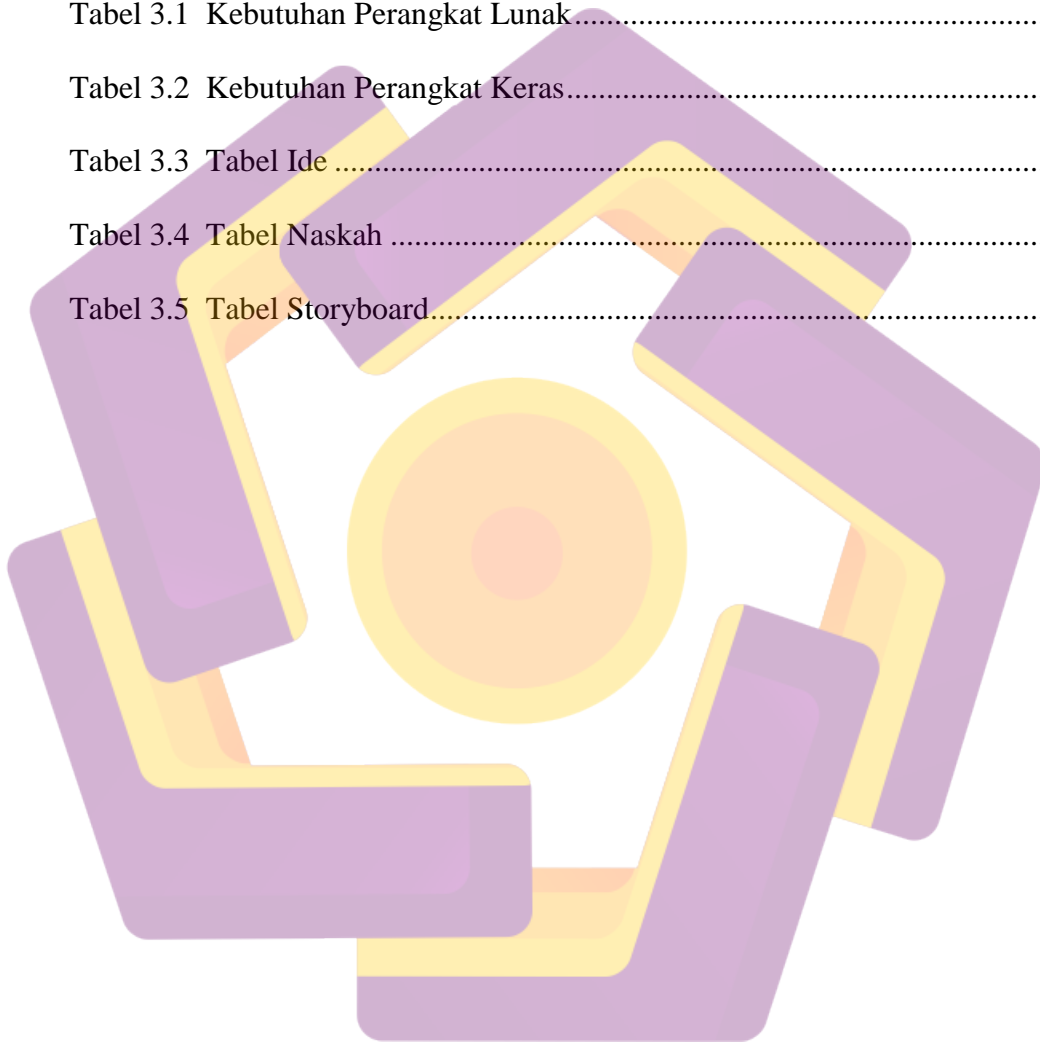 Tabel 3.1 Kebutuhan Perangkat Lunak..........................................................
Tabel 3.2 Kebutuhan Perangkat Keras...........................................................
Tabel 3.3 Tabel Ide ........................................................................................
Tabel 3.4 Tabel Naskah .................................................................................
Tabel 3.5 Tabel Storyboard............................................................................